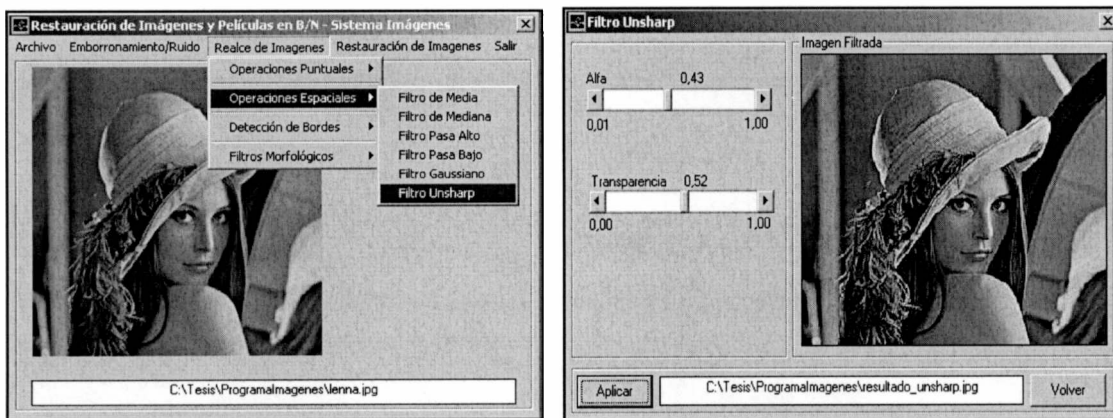 Restauración de Imágenes y Películas en B/N - Sistema Imágenes
Archivo Emborronamiento/Ruido Realce de Imagenes Restauración de Imagenes Salir
Operaciones Puntuales
Operaciones Espaciales
Detección de Bordes
Filtros Morfológicos
Filtro de Media
Filtro de Mediana
Filtro Pasa Alto
Filtro Pasa Bajo
Filtro Gaussiano
Filtro Unsharp
C:\Tesis\ProgramaImagenes\lenna.jpg
Filtro Unsharp
Alfa 0,43
0,01 1,00
Transparencia 0,52
0,00 1,00
Imagen Filtrada
Aplicar
C:\Tesis\ProgramaImagenes\resultado_unsharp.jpg
Volver